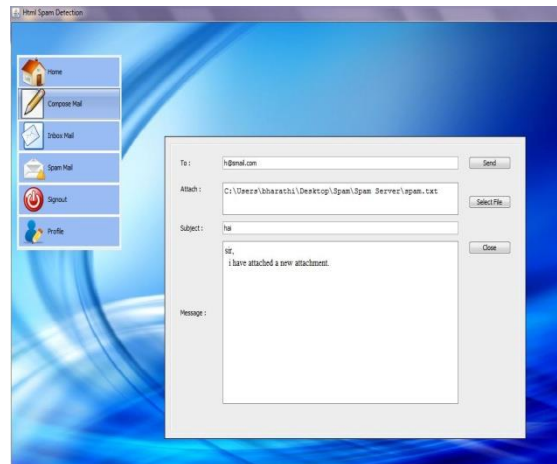 Html Spam Detection
Home
Compose Mail
Inbox Mail
Spam Mail
Signout
Profile
To : h@smail.com Send
Attach : C:\Users\bharathi\Desktop\Spam\Spam Server\spam.txt
Select File
Subject : hai
Close
sir,
i have attached a new attachment.
Message :